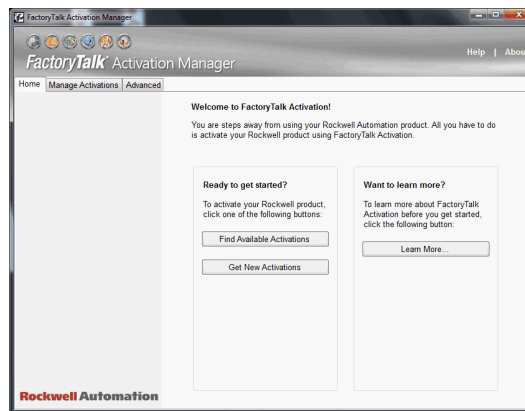 FactoryTalk Activation Manager
FactoryTalk Activation Manager
Help | Abou
Home Manage Activations Advanced
Welcome to FactoryTalk Activation!
You are steps away from using your Rockwell Automation product. All you have to do
is activate your Rockwell product using FactoryTalk Activation.
Ready to get started?
To activate your Rockwell product,
click one of the following buttons:
Find Available Activations
Get New Activations
Want to learn more?
To learn more about FactoryTalk
Activation before you get started,
click the following button:
Learn More...
Rockwell Automation